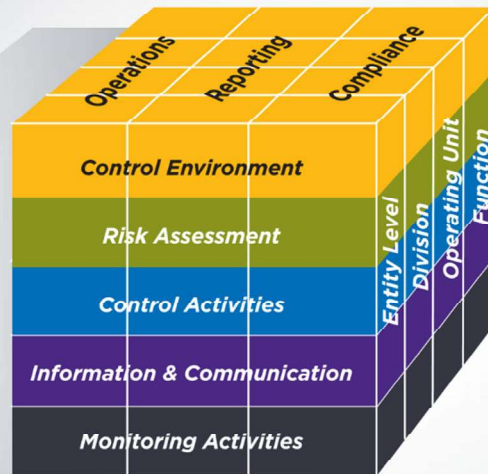 Operations
Reporting
Compliance
Control Environment
Risk Assessment
Control Activities
Information & Communication
Monitoring Activities
Entity Level
Division
Operating Unit
Function